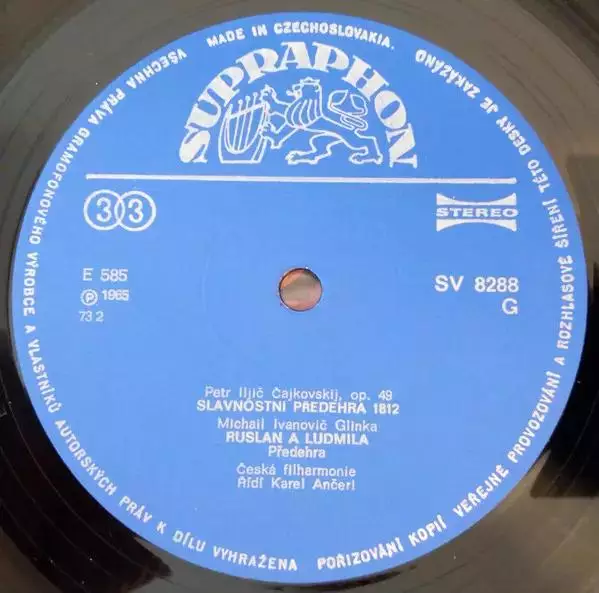 MADE IN CZECHOSLOVAKIA.
VŠECHNA PRÁVA GRAMOFONOVÉHO VÝROBCE A VLASTNÍKŮ AUTORSKÝCH PRÁV K DÍLU VYHRAŽENA
POŘIZOVÁNÍ KOPIÍ VEŘEJNÉ PROVOZOVÁNÍ A ROZHLASOVÉ ŠÍŘENÍ TÉTO DESKY JE ZAKÁZÁNO
SUPRAPHON
33
STEREO
E 585
SV 8288
Ⓟ 1965
G
73 2
Petr Iljič Čajkovskij, op. 49
SLAVNOSTNÍ PŘEDEHRA 1812
Michail Ivanovič Glinka
RUSLAN A LUDMILA
Předehra
Česká filharmonie
Řídí Karel Ančerl